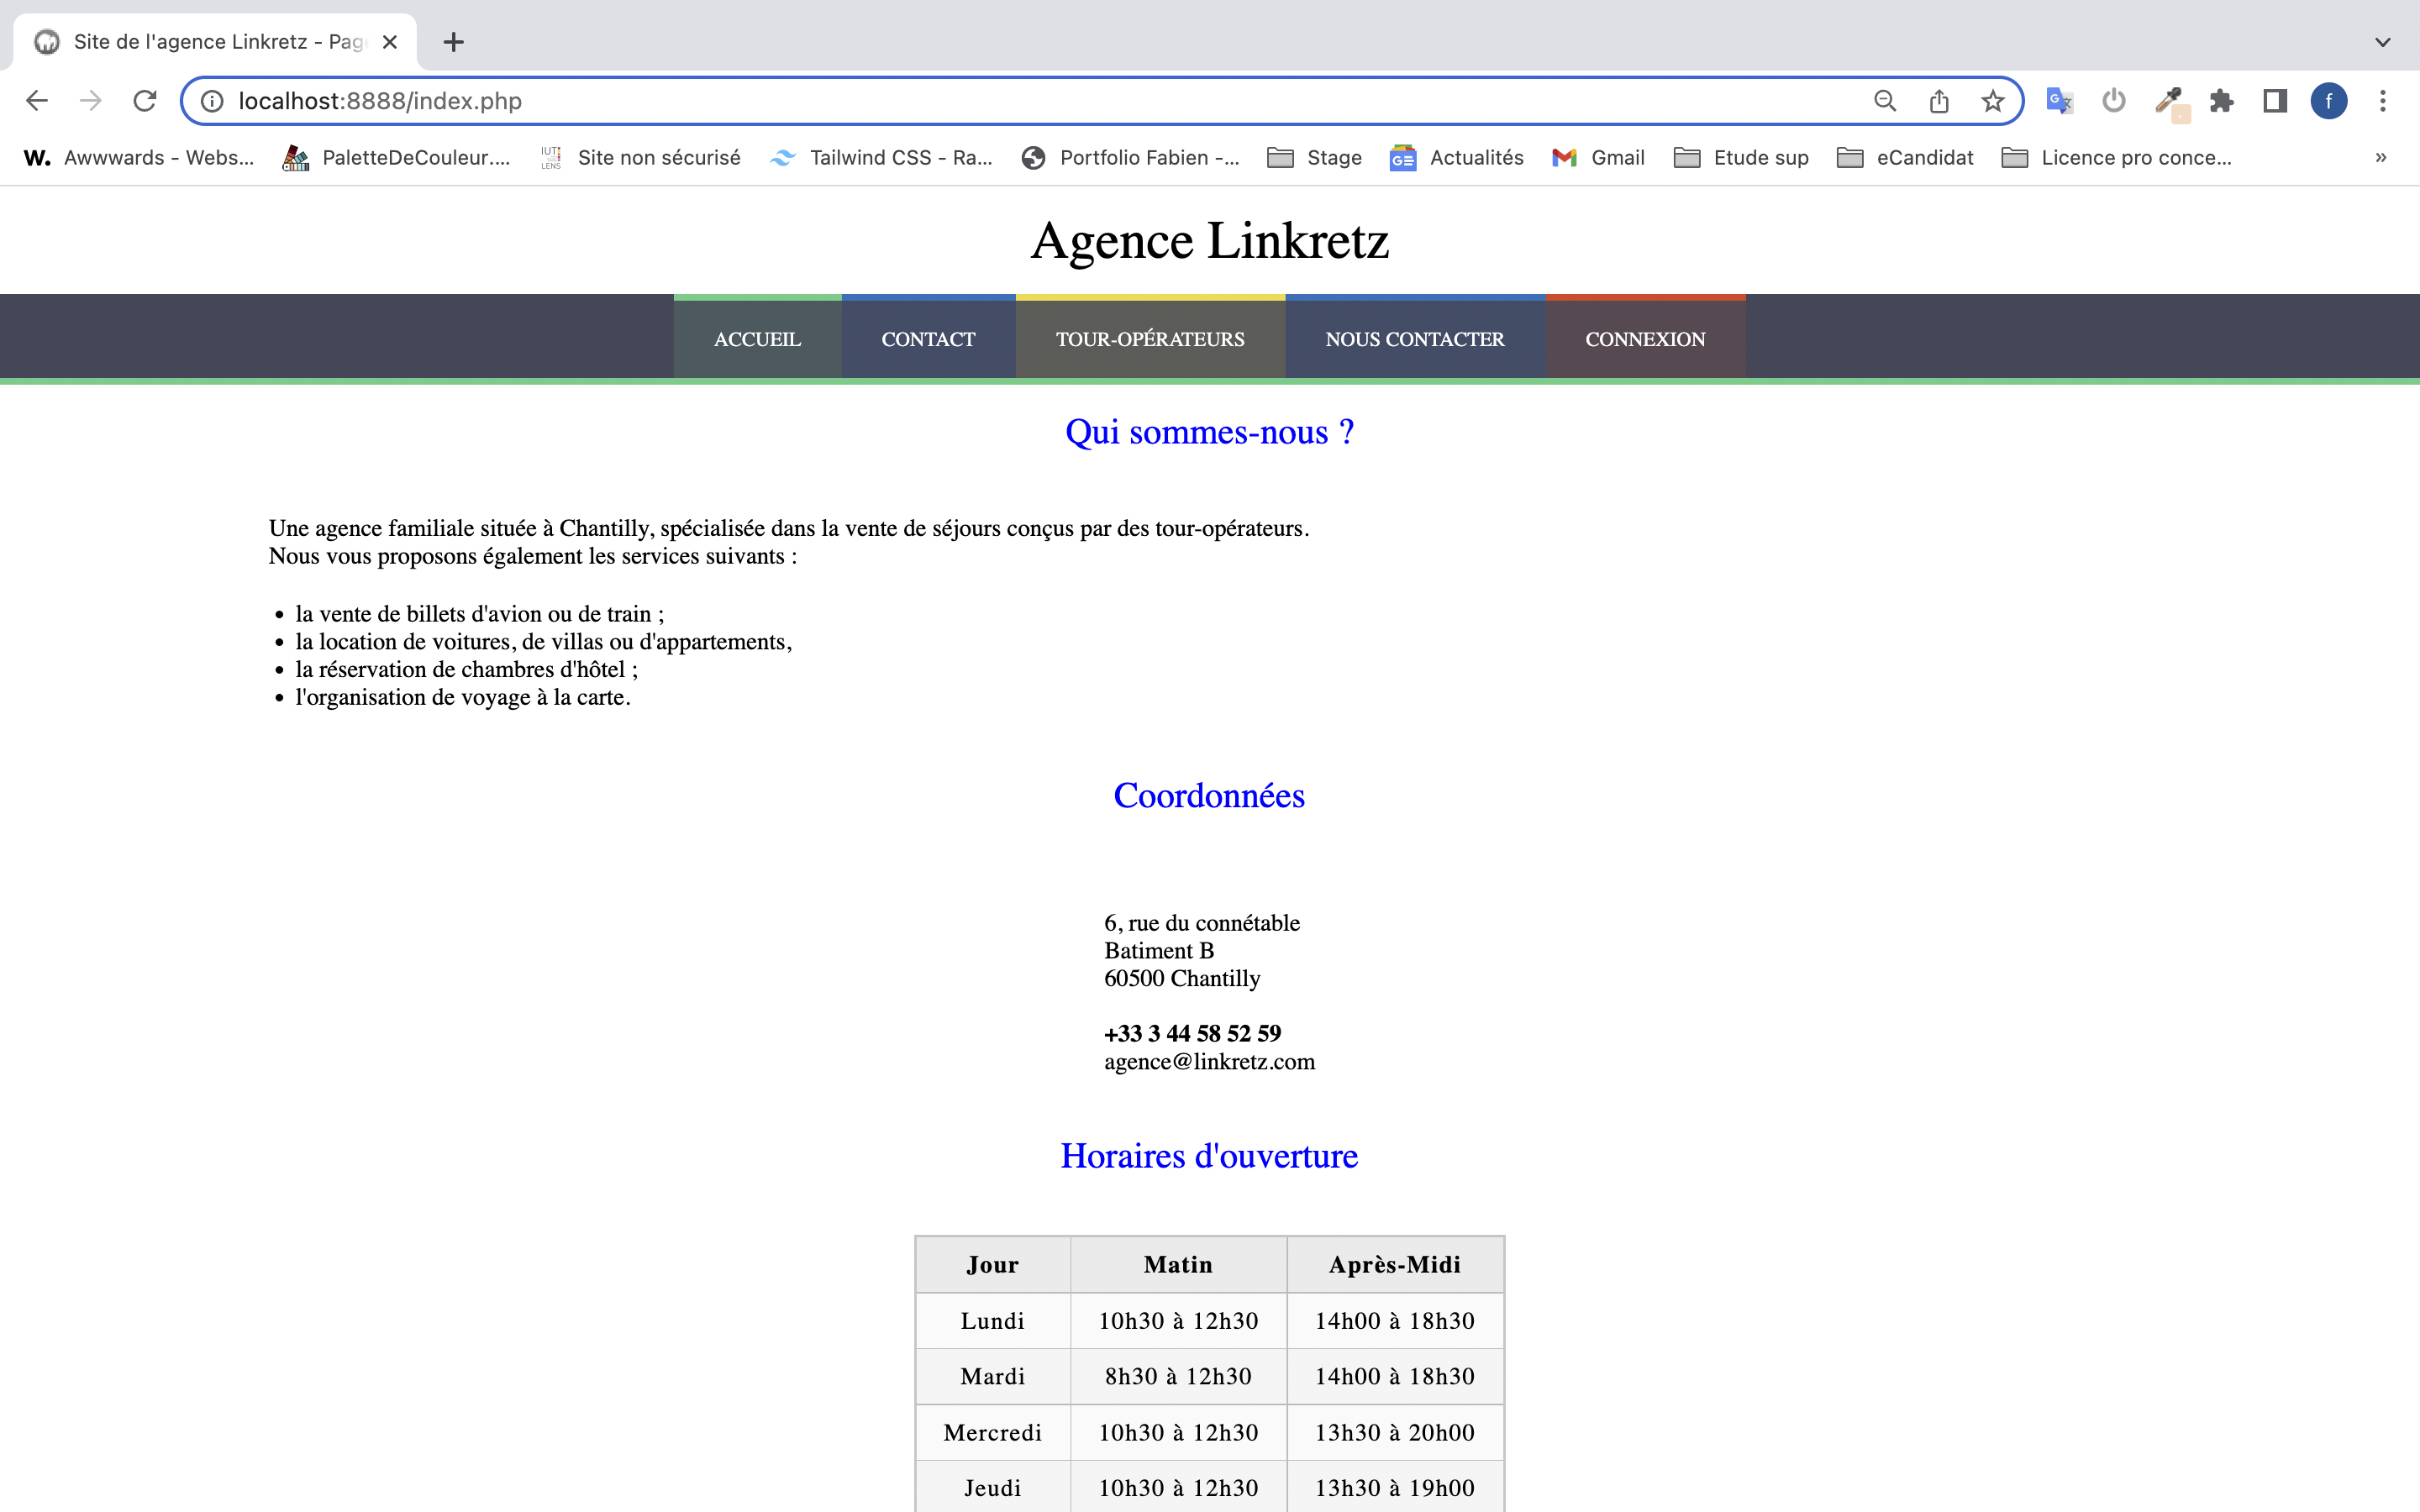 Site de l'agence Linkretz - Pag
localhost:8888/index.php
W. Awwwards - Webs... PaletteDeCouleur.... IUT LENS Site non sécurisé Tailwind CSS - Ra... Portfolio Fabien -... Stage GE Actualités Gmail Etude sup eCandidat Licence pro conce... »
Agence Linkretz
ACCUEIL CONTACT TOUR-OPÉRATEURS NOUS CONTACTER CONNEXION
Qui sommes-nous ?
Une agence familiale située à Chantilly, spécialisée dans la vente de séjours conçus par des tour-opérateurs.
Nous vous proposons également les services suivants :
• la vente de billets d'avion ou de train ;
• la location de voitures, de villas ou d'appartements,
• la réservation de chambres d'hôtel ;
• l'organisation de voyage à la carte.
Coordonnées
6, rue du connétable
Batiment B
60500 Chantilly
+33 3 44 58 52 59
agence@linkretz.com
Horaires d'ouverture
Jour Matin Après-Midi
Lundi 10h30 à 12h30 14h00 à 18h30
Mardi 8h30 à 12h30 14h00 à 18h30
Mercredi 10h30 à 12h30 13h30 à 20h00
Jeudi 10h30 à 12h30 13h30 à 19h00